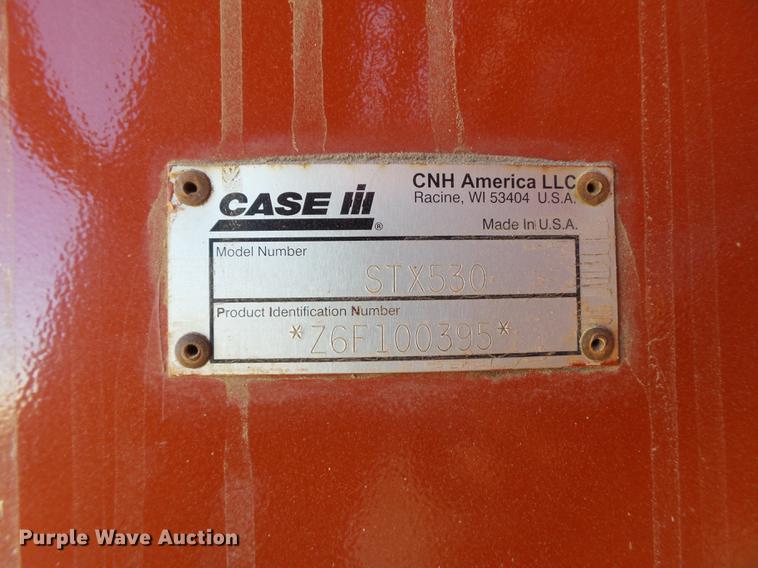 CASE IH
®
CNH America LLC
Racine, WI 53404 U.S.A.
Made In U.S.A.
Model Number
STX530
Product Identification Number
*Z6F100395*
Purple Wave Auction